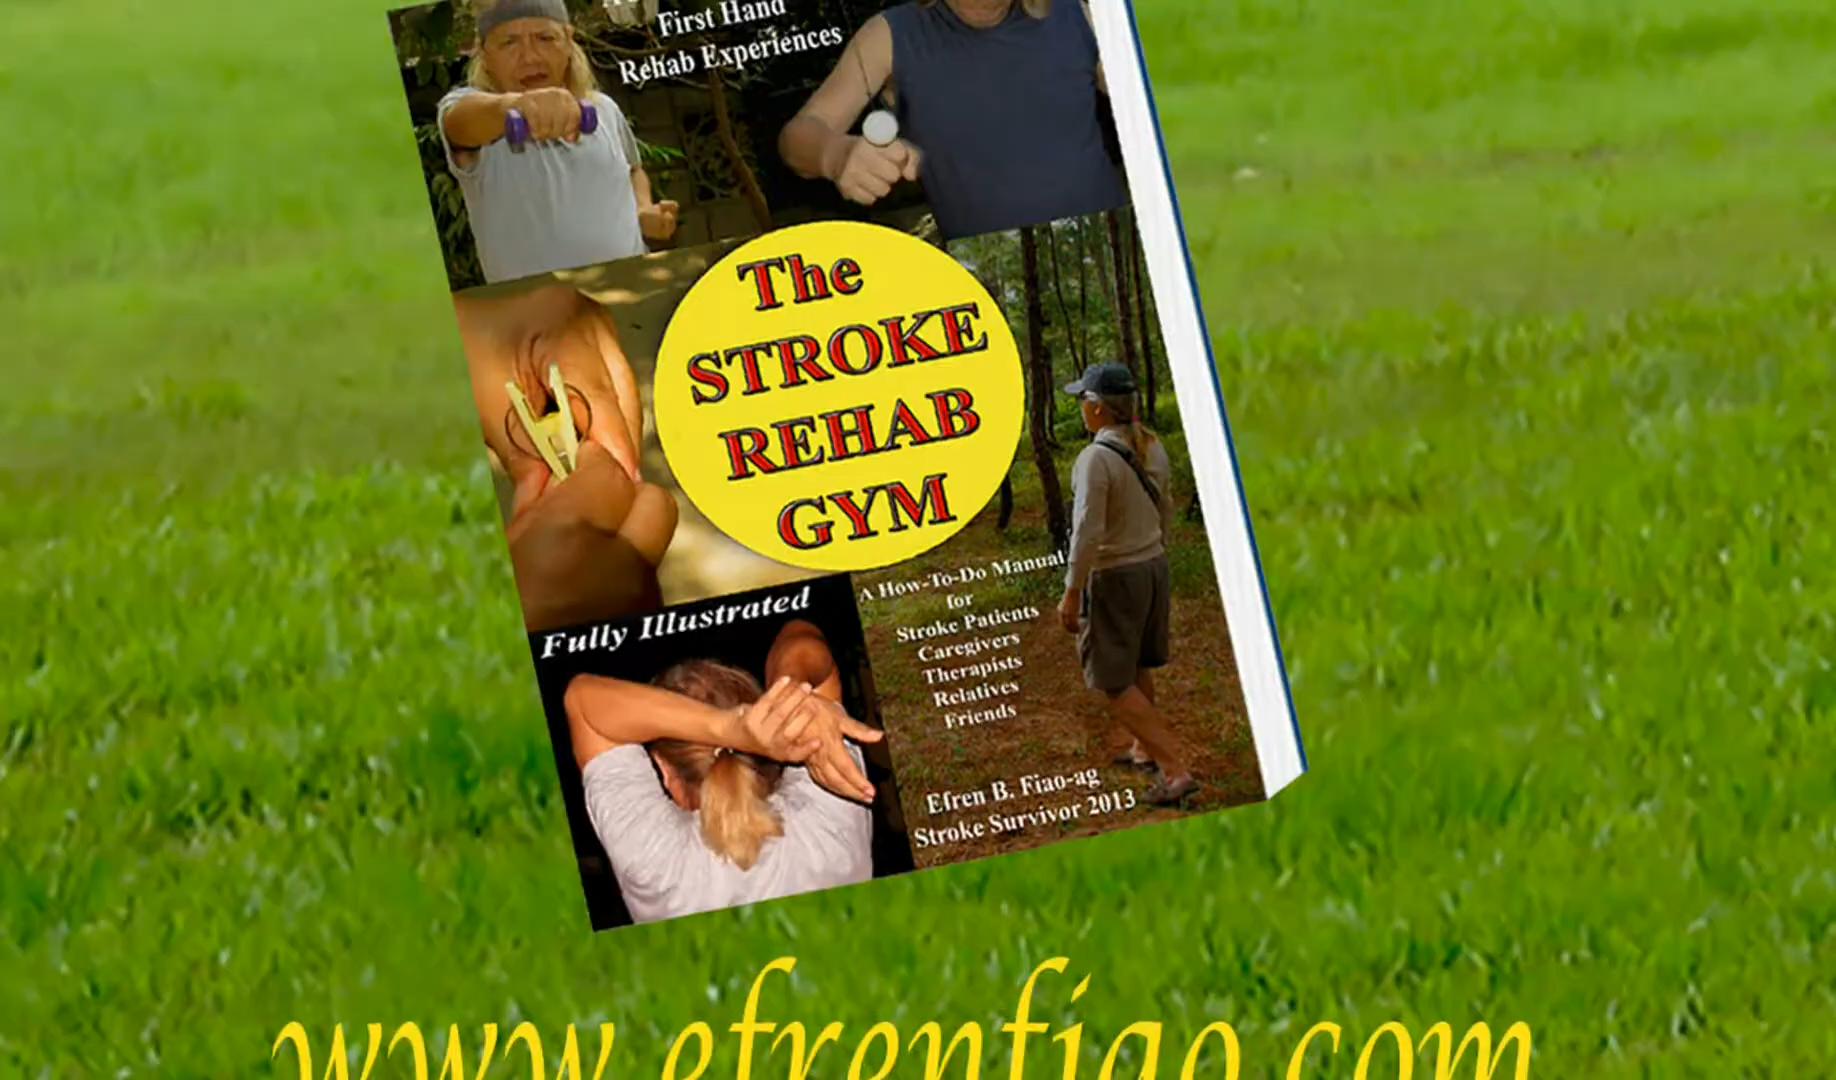 First Hand
Rehab Experiences
The
STROKE
REHAB
GYM
Fully Illustrated
A How-To-Do Manual
for
Stroke Patients
Caregivers
Therapists
Relatives
Friends
Efren B. Fiao-ag
Stroke Survivor 2013
www.efrenfiao.com